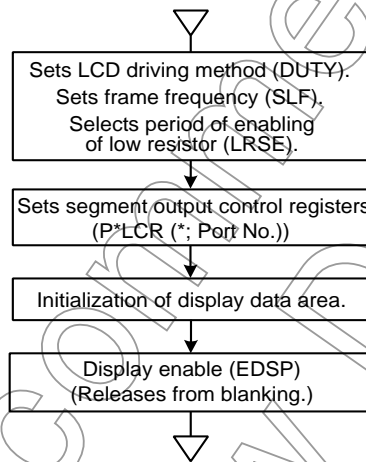 Sets LCD driving method (DUTY).
Sets frame frequency (SLF).
Selects period of enabling
of low resistor (LRSE).
Sets segment output control registers
(P*LCR (*; Port No.))
Initialization of display data area.
Display enable (EDSP)
(Releases from blanking.)